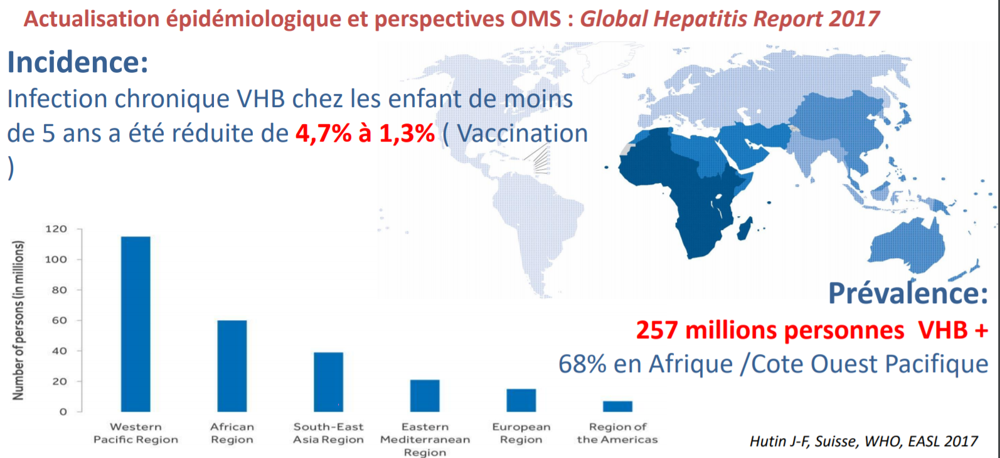 Actualisation épidémiologique et perspectives OMS : Global Hepatitis Report 2017
Incidence:
Infection chronique VHB chez les enfant de moins
de 5 ans a été réduite de 4,7% à 1,3% ( Vaccination
)
Number of persons (in millions)
120
100
80
60
40
20
0
Western
Pacific Region
African
Region
South-East
Asia Region
Eastern
Mediterranean
Region
European
Region
Region of
the Americas
Prévalence:
257 millions personnes VHB +
68% en Afrique /Cote Ouest Pacifique
Hutin J-F, Suisse, WHO, EASL 2017